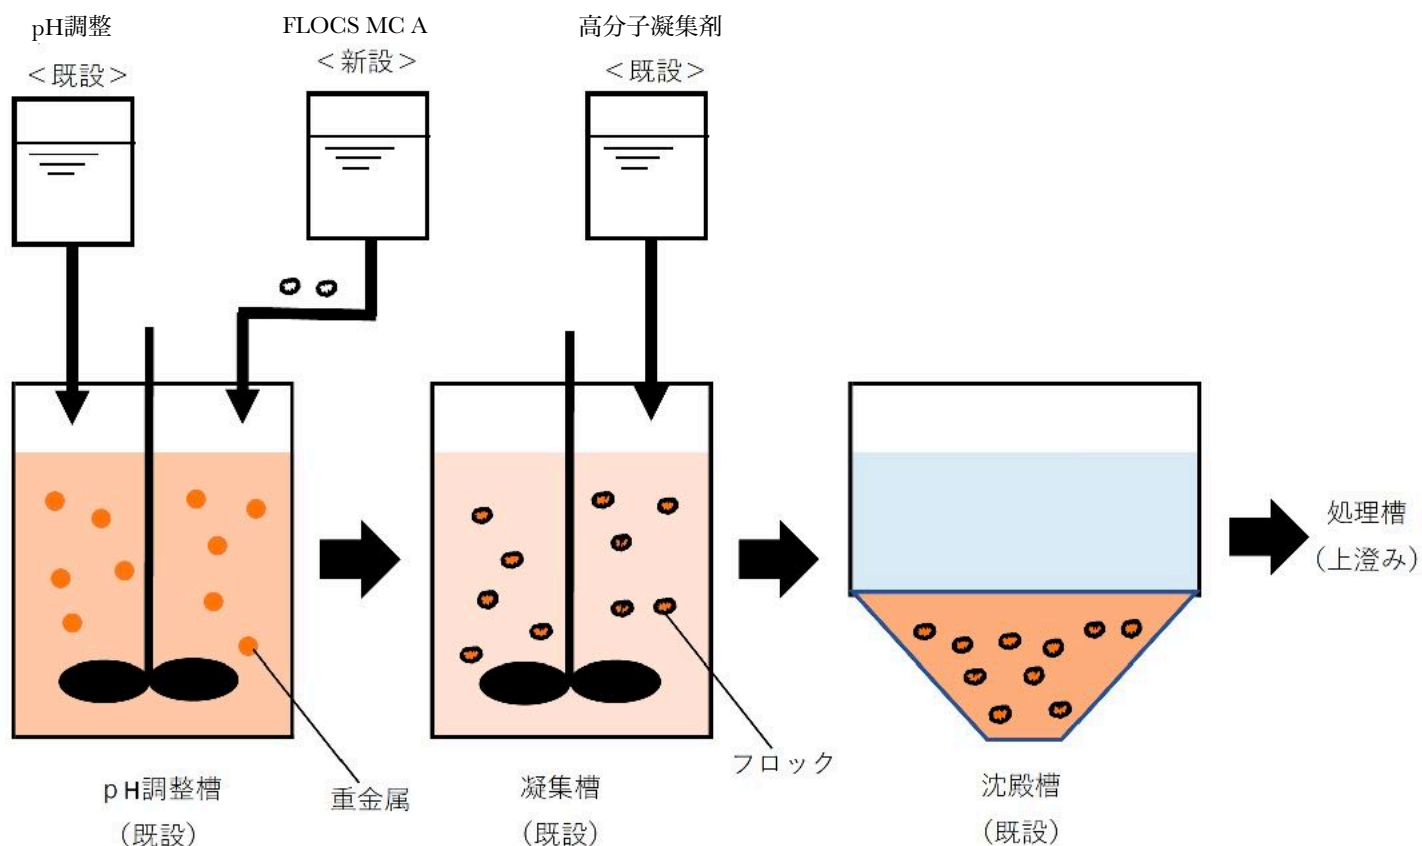 pH調整
＜既設＞
FLOCS MC A
＜新設＞
高分子凝集剤
＜既設＞
処理槽
（上澄み）
フロック
重金属
ｐH調整槽
（既設）
凝集槽
（既設）
沈殿槽
（既設）